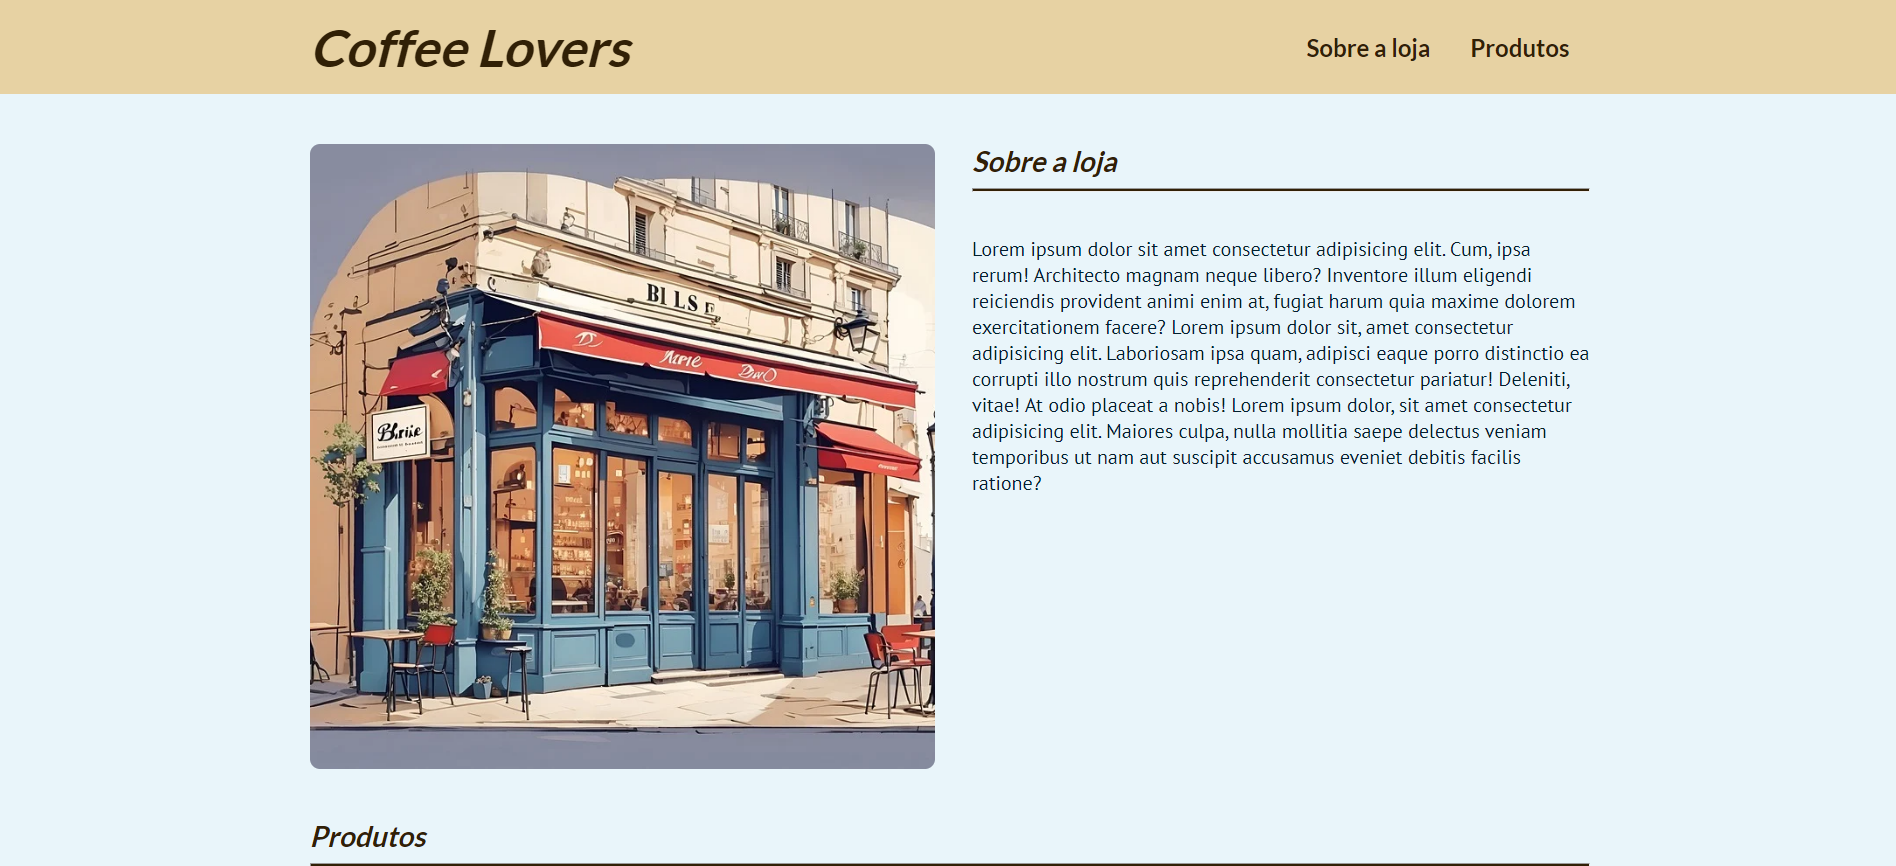 Coffee Lovers
Sobre a loja
Produtos
Sobre a loja
Lorem ipsum dolor sit amet consectetur adipisicing elit. Cum, ipsa
rerum! Architecto magnam neque libero? Inventore illum eligendi
reiciendis provident animi enim at, fugiat harum quia maxime dolorem
exercitationem facere? Lorem ipsum dolor sit, amet consectetur
adipisicing elit. Laboriosam ipsa quam, adipisci eaque porro distinctio ea
corrupti illo nostrum quis reprehenderit consectetur pariatur! Deleniti,
vitae! At odio placeat a nobis! Lorem ipsum dolor, sit amet consectetur
adipisicing elit. Maiores culpa, nulla mollitia saepe delectus veniam
temporibus ut nam aut suscipit accusamus eveniet debitis facilis
ratione?
Produtos